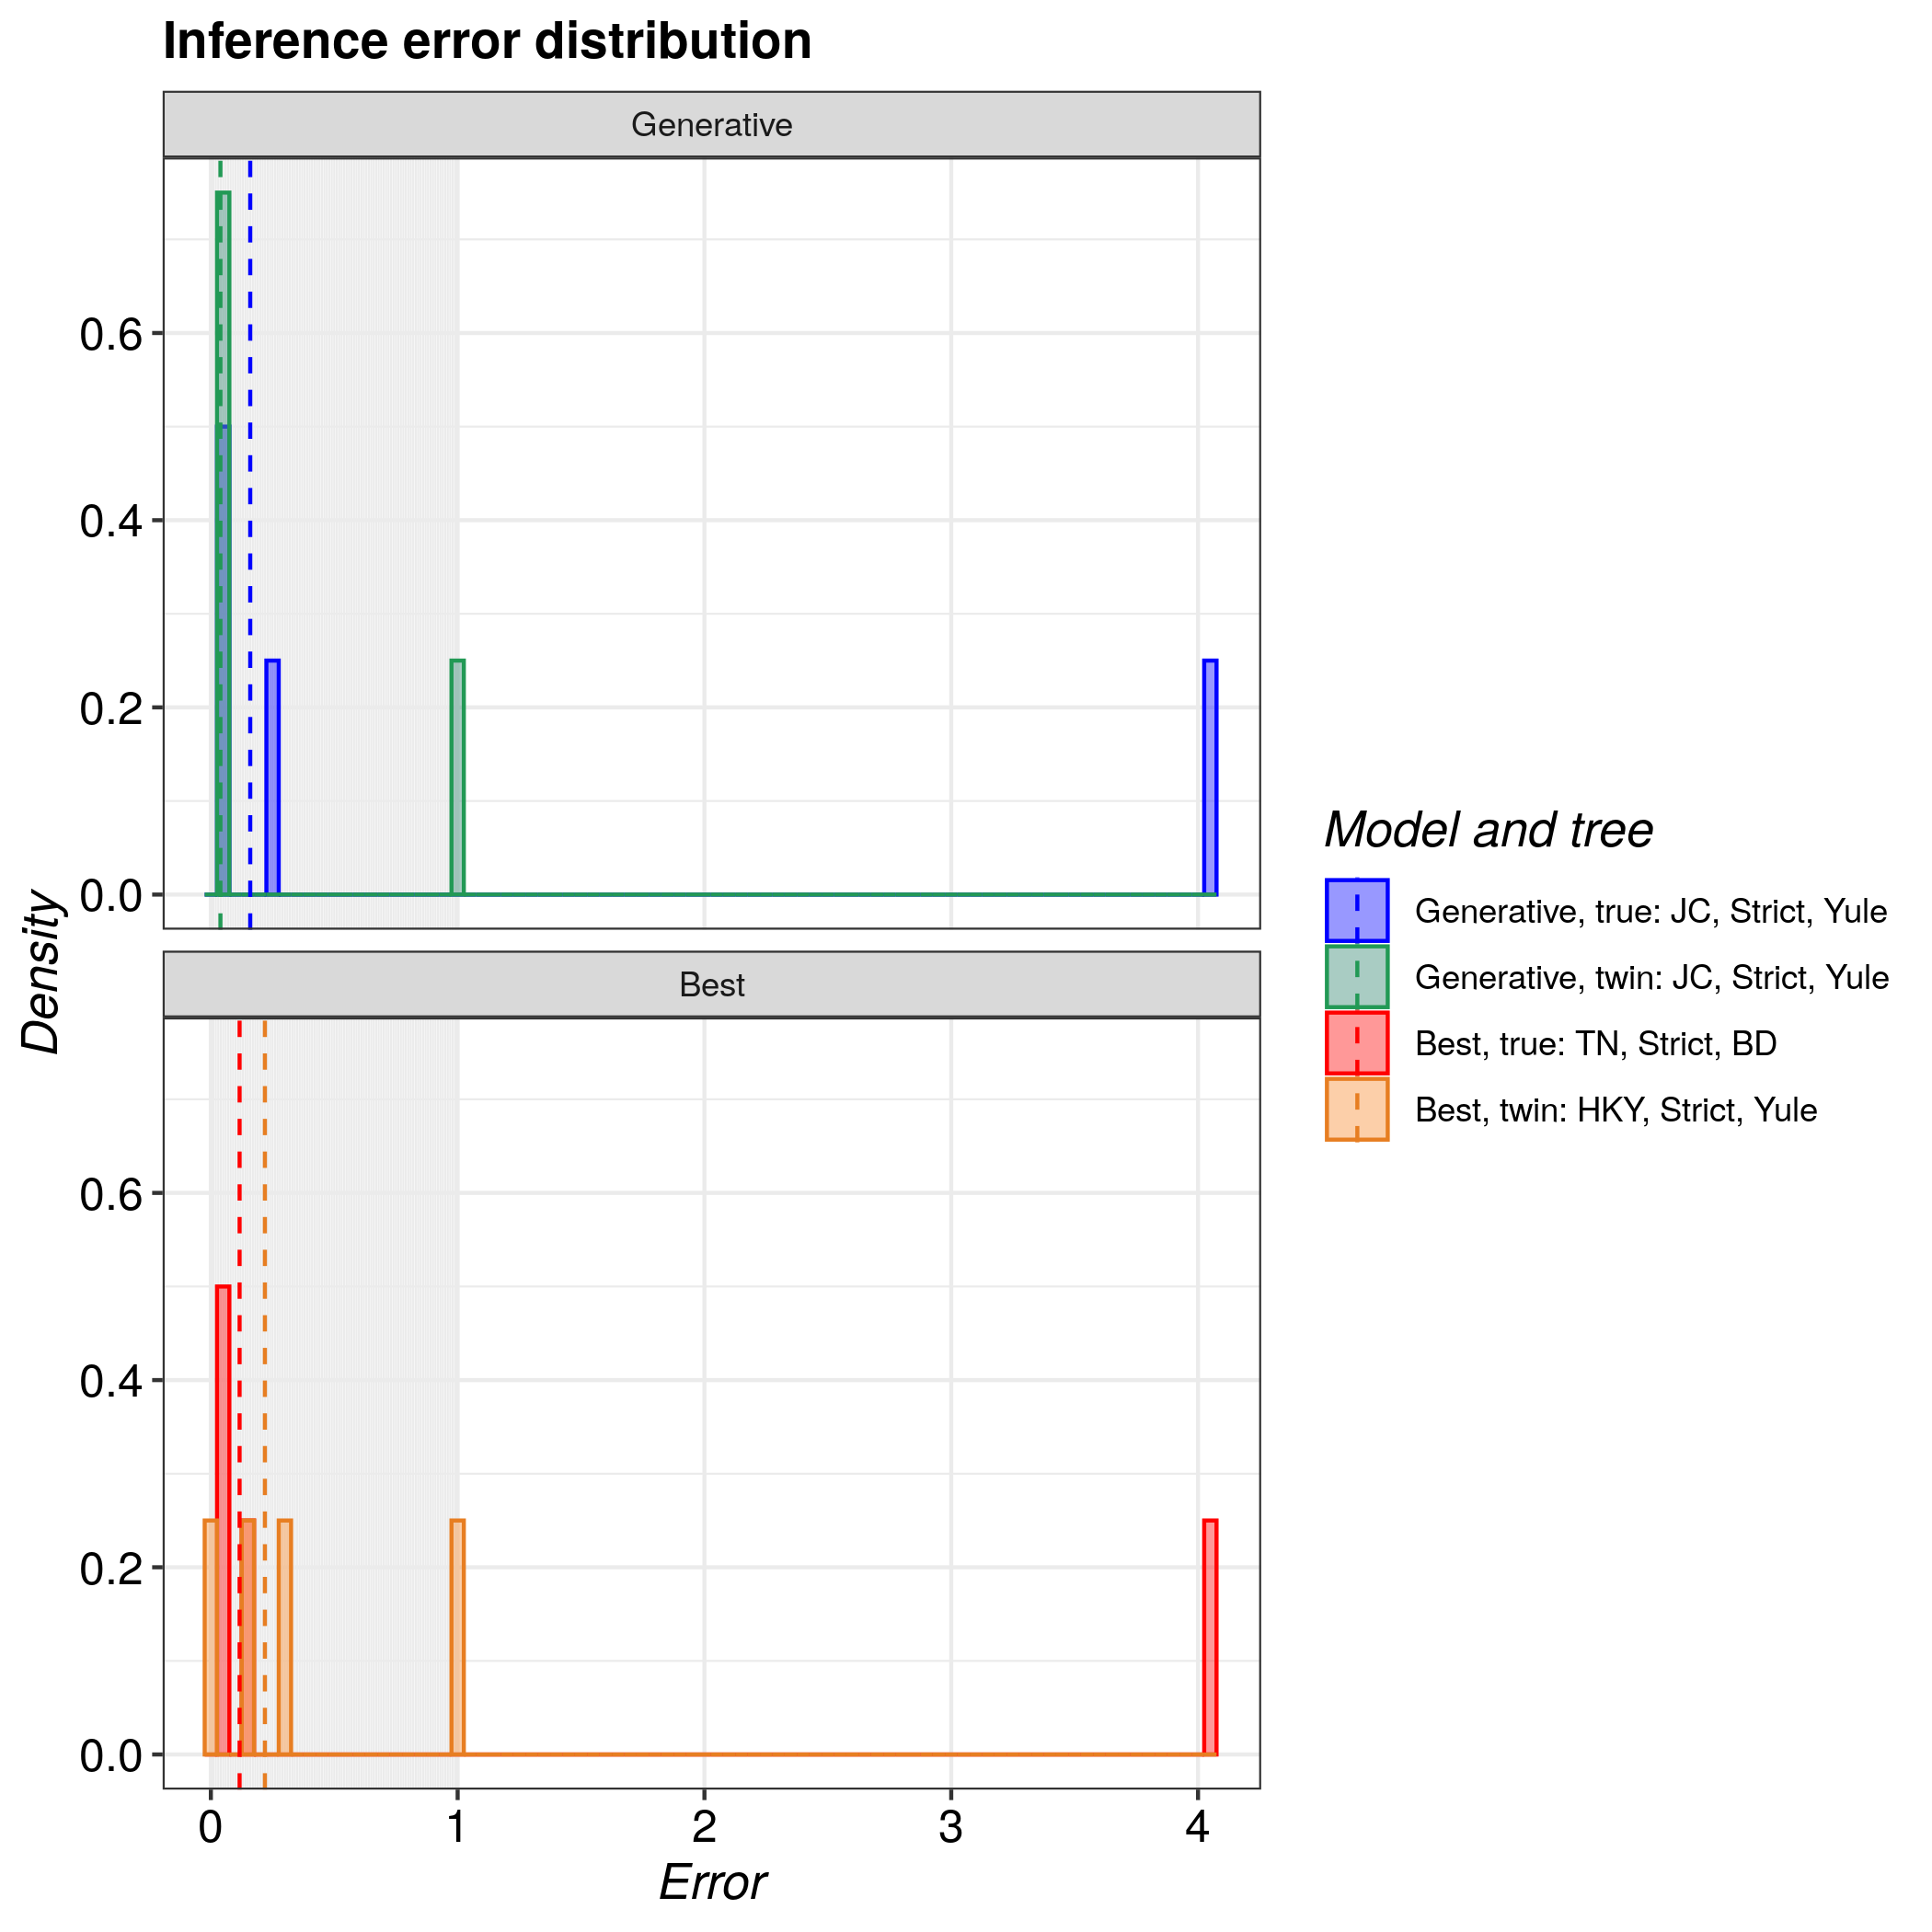 Inference error distribution
Generative
0.6
0.4
0.2
0.0
Density
Best
0.6
0.4
0.2
0.0
0 1 2 3 4
Error
Model and tree
Generative, true: JC, Strict, Yule
Generative, twin: JC, Strict, Yule
Best, true: TN, Strict, BD
Best, twin: HKY, Strict, Yule